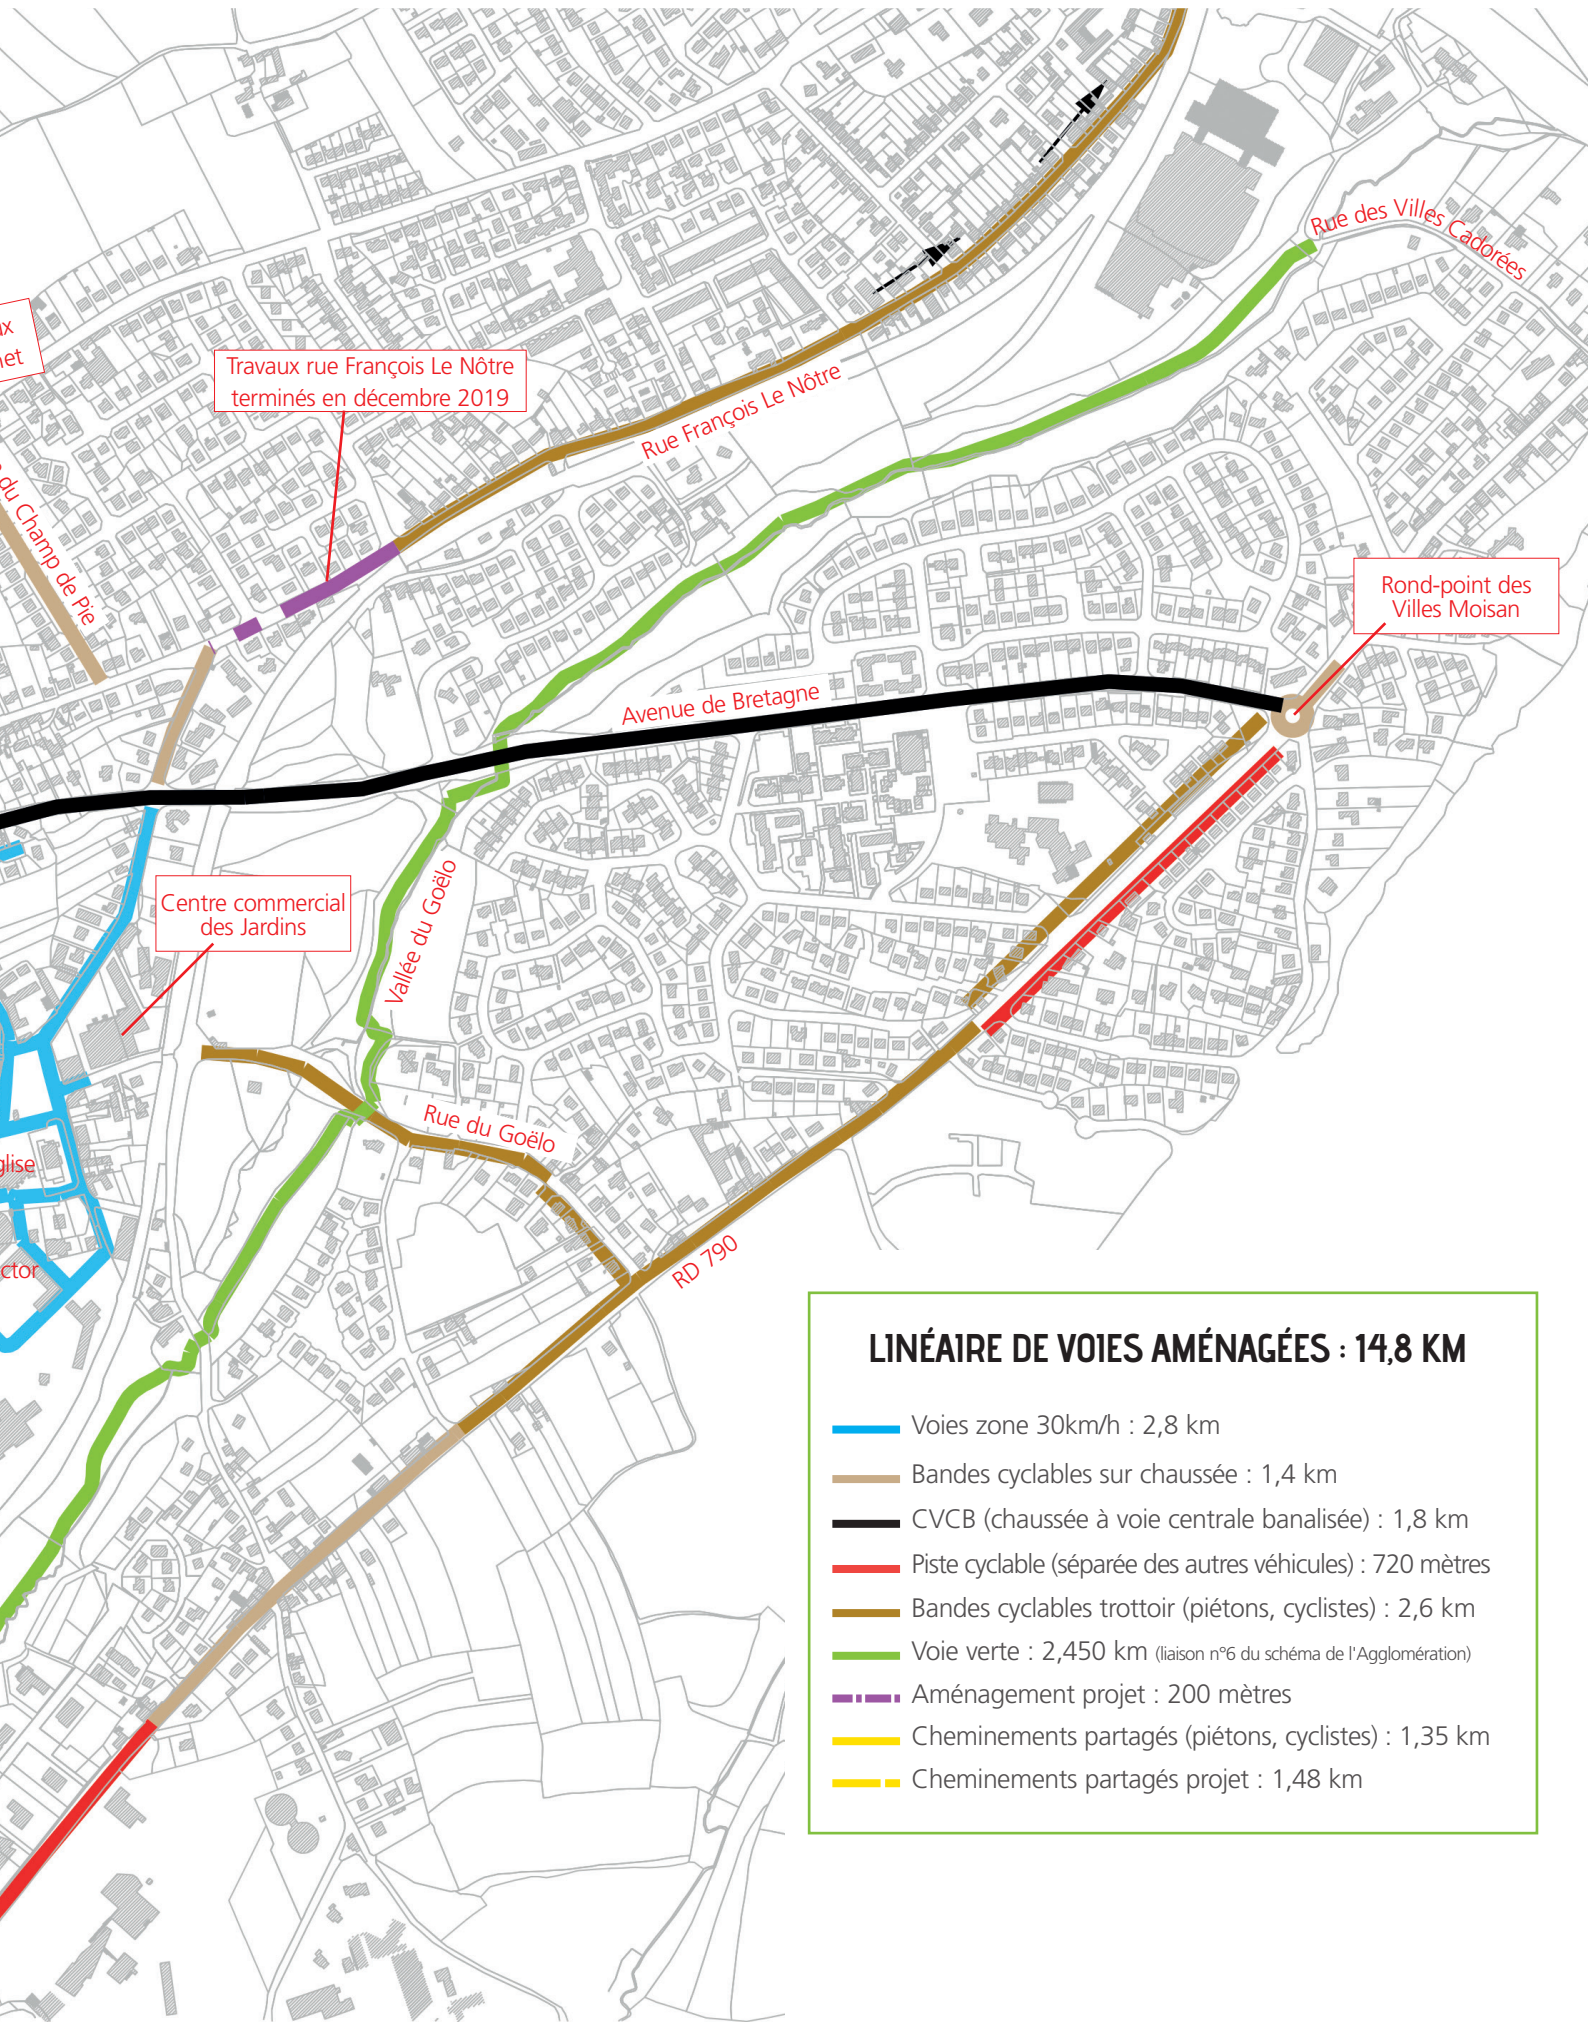 Rue des Villes Cadorées
Travaux rue François Le Nôtre
terminés en décembre 2019
Rue François Le Nôtre
du Champ de Pie
Rond-point des
Villes Moisan
Avenue de Bretagne
Centre commercial
des Jardins
Vallée du Goëlo
Rue du Goëlo
RD 790
LINÉAIRE DE VOIES AMÉNAGÉES : 14,8 KM
Voies zone 30km/h : 2,8 km
Bandes cyclables sur chaussée : 1,4 km
CVCB (chaussée à voie centrale banalisée) : 1,8 km
Piste cyclable (séparée des autres véhicules) : 720 mètres
Bandes cyclables trottoir (piétons, cyclistes) : 2,6 km
Voie verte : 2,450 km (liaison n°6 du schéma de l'Agglomération)
Aménagement projet : 200 mètres
Cheminements partagés (piétons, cyclistes) : 1,35 km
Cheminements partagés projet : 1,48 km